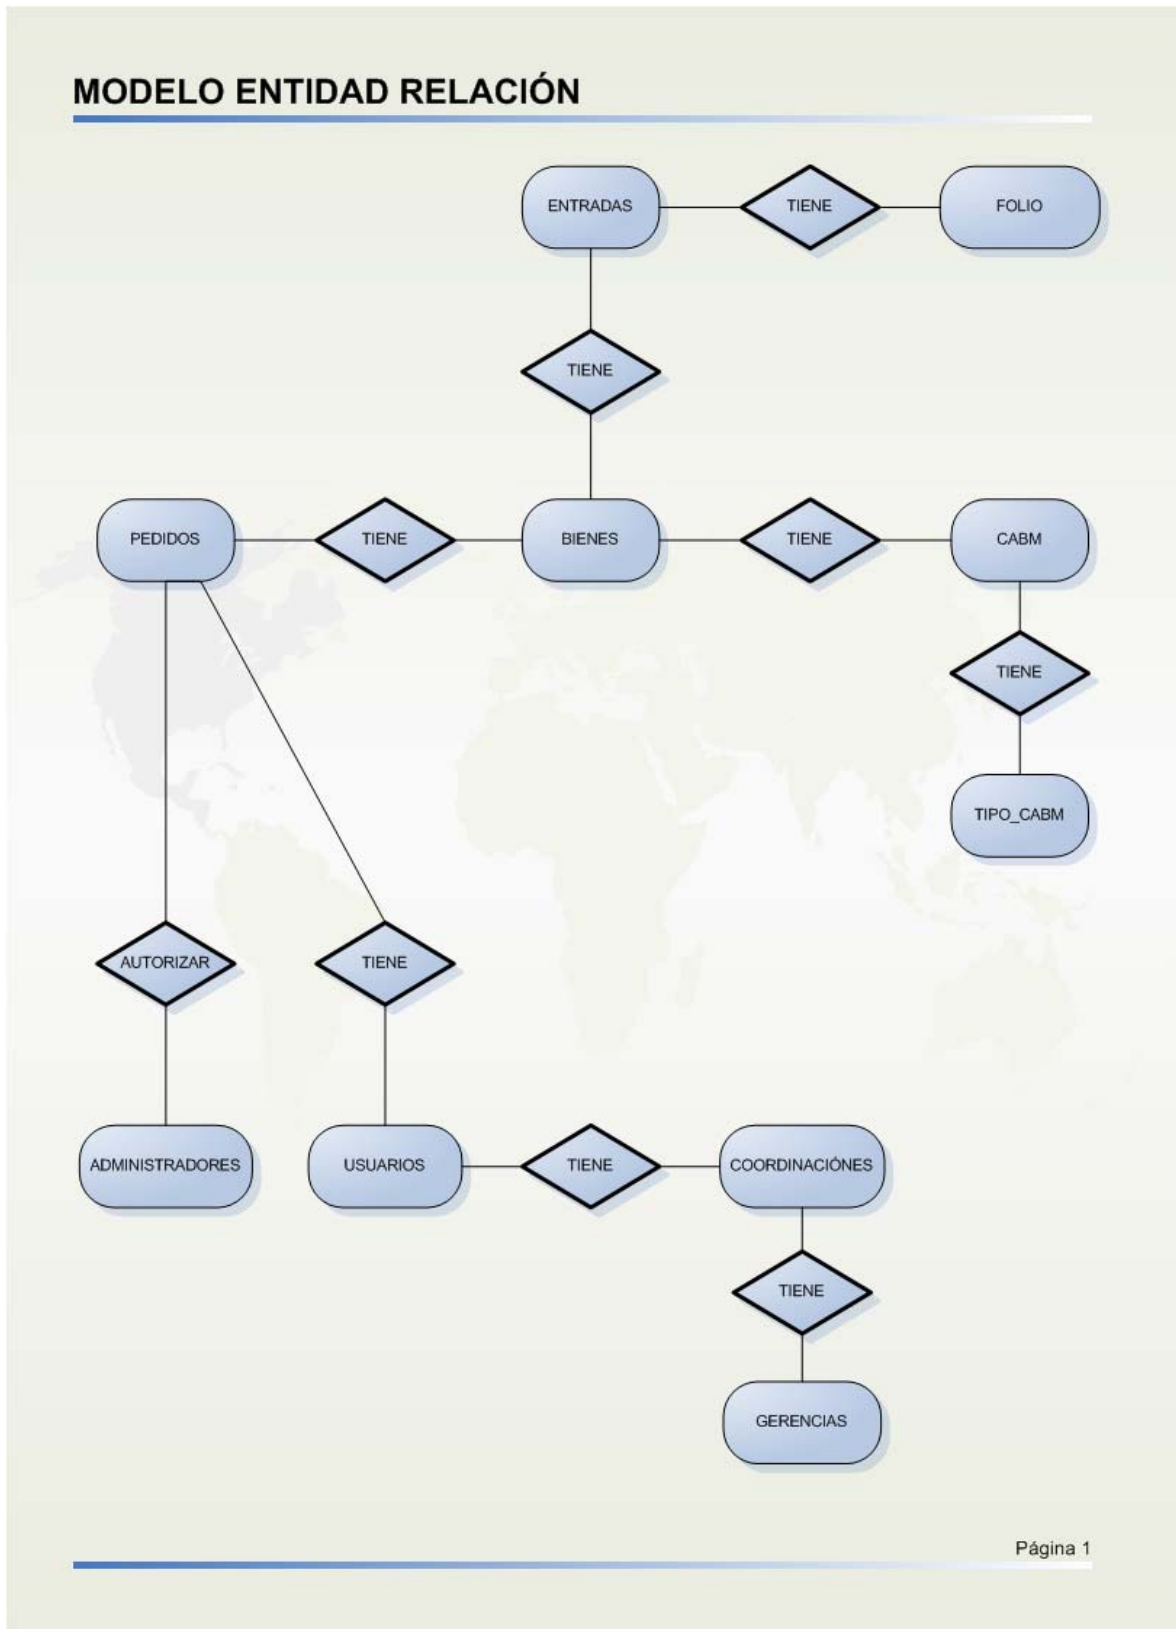 MODELO ENTIDAD RELACIÓN
ENTRADAS
TIENE
FOLIO
TIENE
PEDIDOS
TIENE
BIENES
TIENE
CABM
TIENE
TIPO_CABM
AUTORIZAR
TIENE
ADMINISTRADORES
USUARIOS
TIENE
COORDINACIÓNES
TIENE
GERENCIAS
Página 1